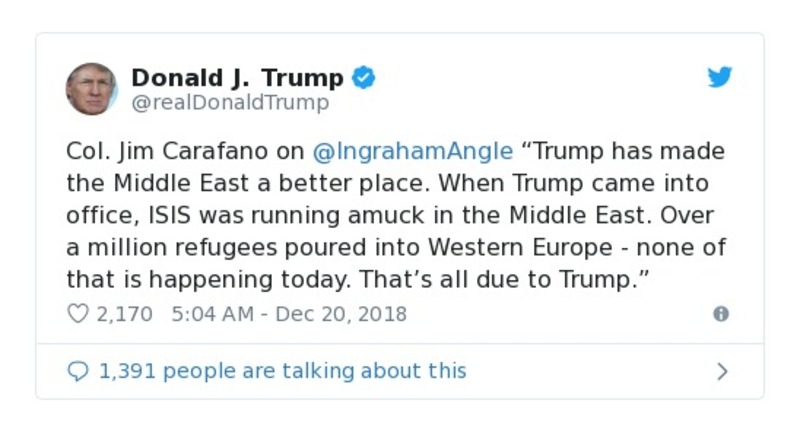 Donald J. Trump
@realDonaldTrump
Col. Jim Carafano on @IngrahamAngle “Trump has made
the Middle East a better place. When Trump came into
office, ISIS was running amuck in the Middle East. Over
a million refugees poured into Western Europe - none of
that is happening today. That’s all due to Trump.”
2,170 5:04 AM - Dec 20, 2018
1,391 people are talking about this